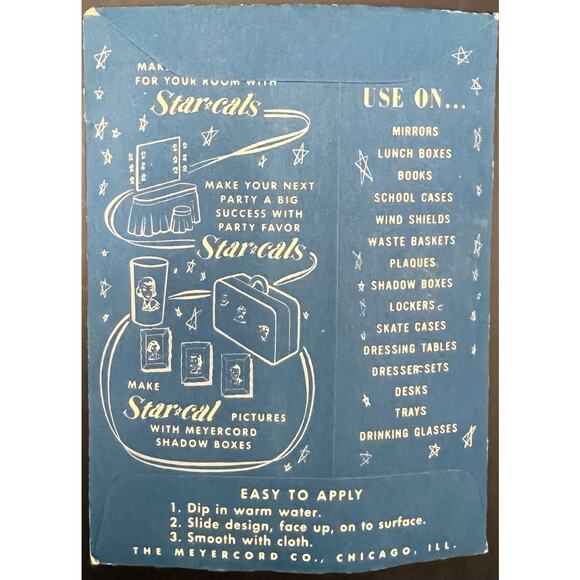 FOR YOUR ROOM WITH
Star-cals
MAKE YOUR NEXT
PARTY A BIG
SUCCESS WITH
PARTY FAVOR
Star-cals
MAKE
Star-cal PICTURES
WITH MEYERCORD
SHADOW BOXES
USE ON...
MIRRORS
LUNCH BOXES
BOOKS
SCHOOL CASES
WIND SHIELDS
WASTE BASKETS
PLAQUES
SHADOW BOXES
LOCKERS
SKATE CASES
DRESSING TABLES
DRESSER SETS
DESKS
TRAYS
DRINKING GLASSES
EASY TO APPLY
1. Dip in warm water.
2. Slide design, face up, on to surface.
3. Smooth with cloth.
THE MEYERCORD CO., CHICAGO, ILL.